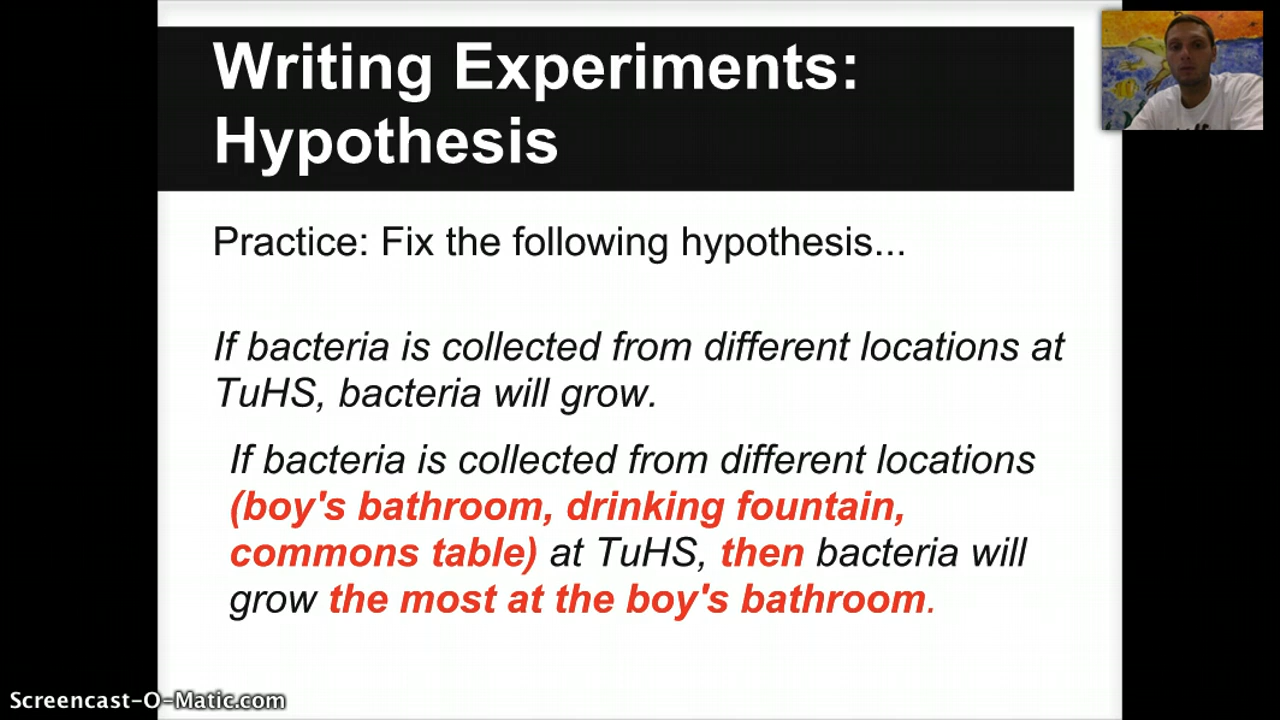 Writing Experiments:
Hypothesis
Practice: Fix the following hypothesis...
If bacteria is collected from different locations at
TuHS, bacteria will grow.
If bacteria is collected from different locations
(boy's bathroom, drinking fountain,
commons table) at TuHS, then bacteria will
grow the most at the boy's bathroom.
Screencast-O-Matic.com